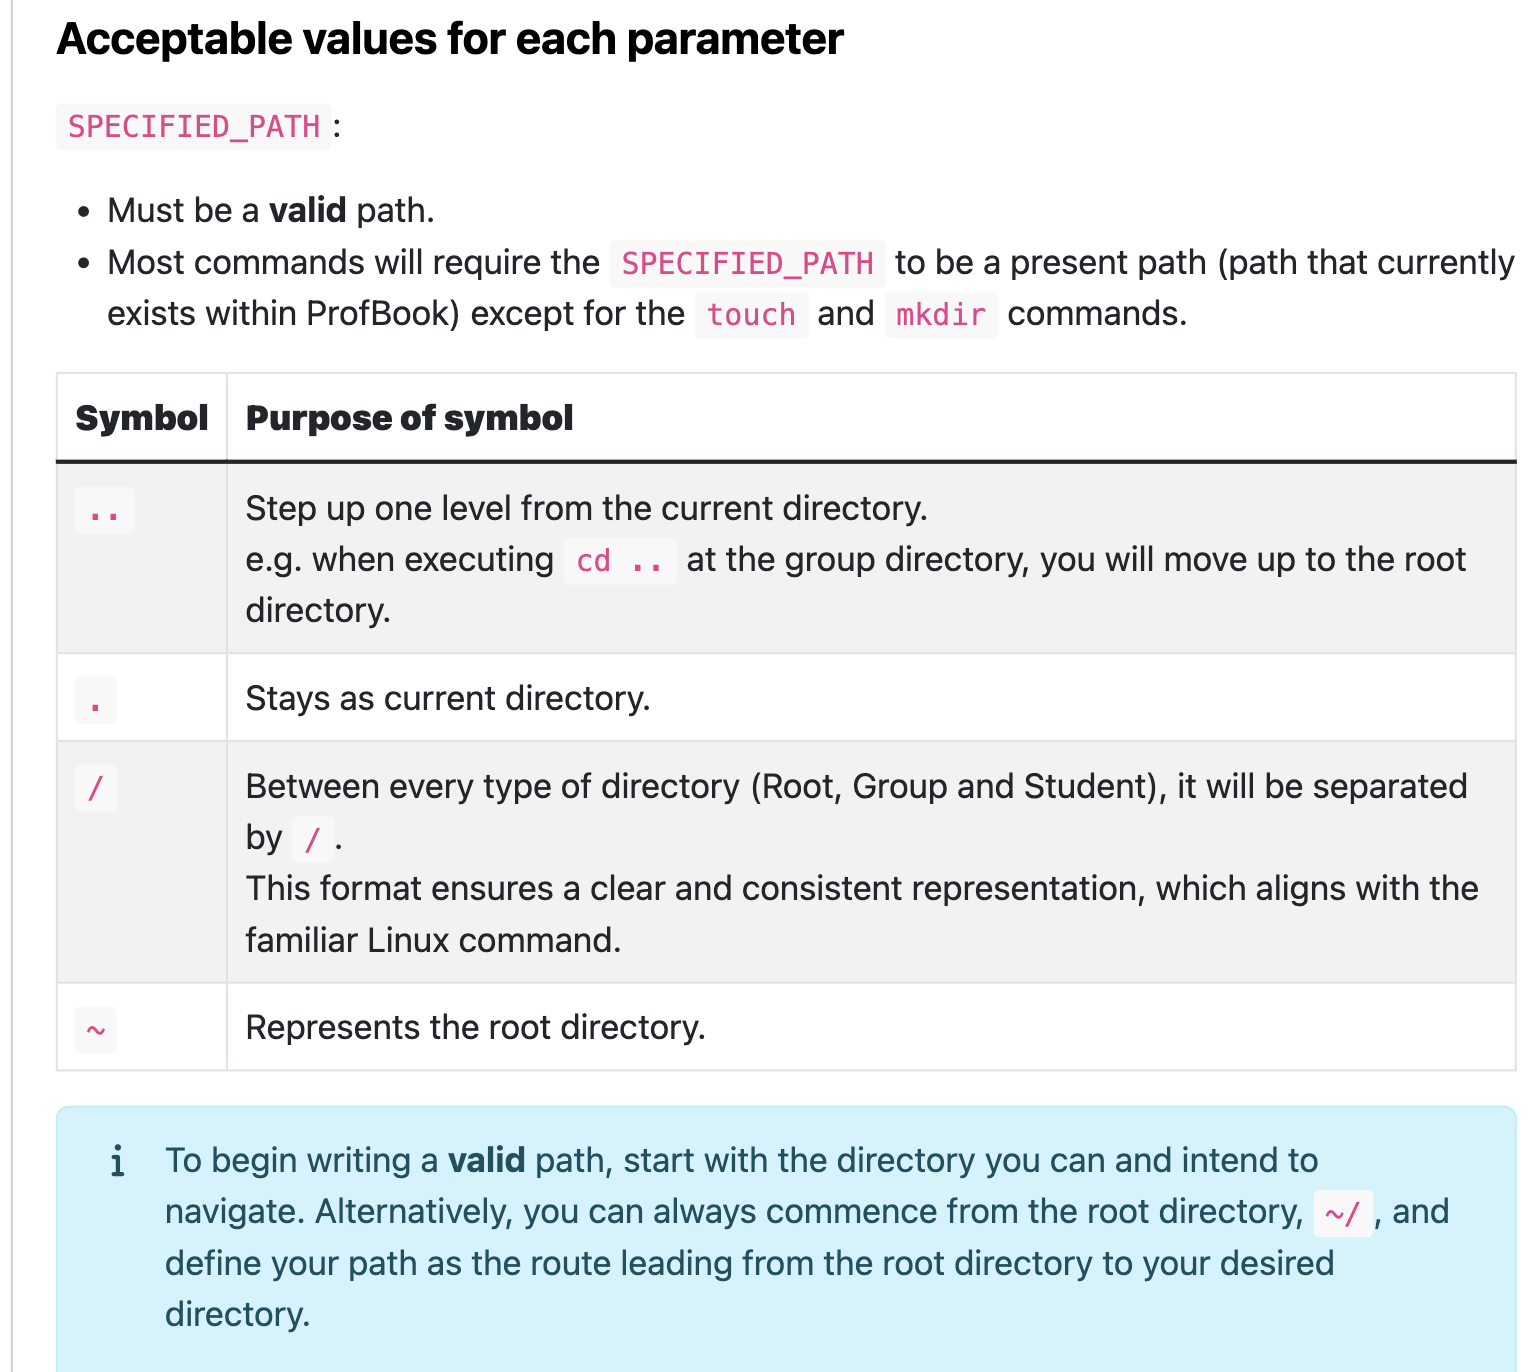 Acceptable values for each parameter
SPECIFIED_PATH:
• Must be a valid path.
• Most commands will require the SPECIFIED_PATH to be a present path (path that currently
exists within ProfBook) except for the touch and mkdir commands.
Symbol Purpose of symbol
.. Step up one level from the current directory.
e.g. when executing cd .. at the group directory, you will move up to the root
directory.
. Stays as current directory.
/ Between every type of directory (Root, Group and Student), it will be separated
by /.
This format ensures a clear and consistent representation, which aligns with the
familiar Linux command.
~ Represents the root directory.
i To begin writing a valid path, start with the directory you can and intend to
navigate. Alternatively, you can always commence from the root directory, ~/, and
define your path as the route leading from the root directory to your desired
directory.